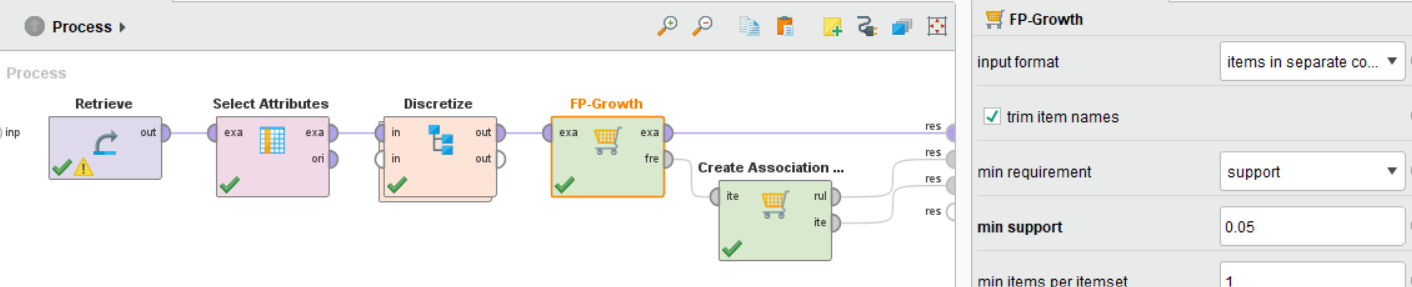 Process
FP-Growth
input format
items in separate co...
Process
Retrieve
Select Attributes
Discretize
FP-Growth
inp
out
exa
exa
in
out
exa
exa
res
ori
in
out
fre
res
trim item names
Create Association ...
min requirement
support
res
ite
rul
res
ite
min support
0.05
min items per itemset
1